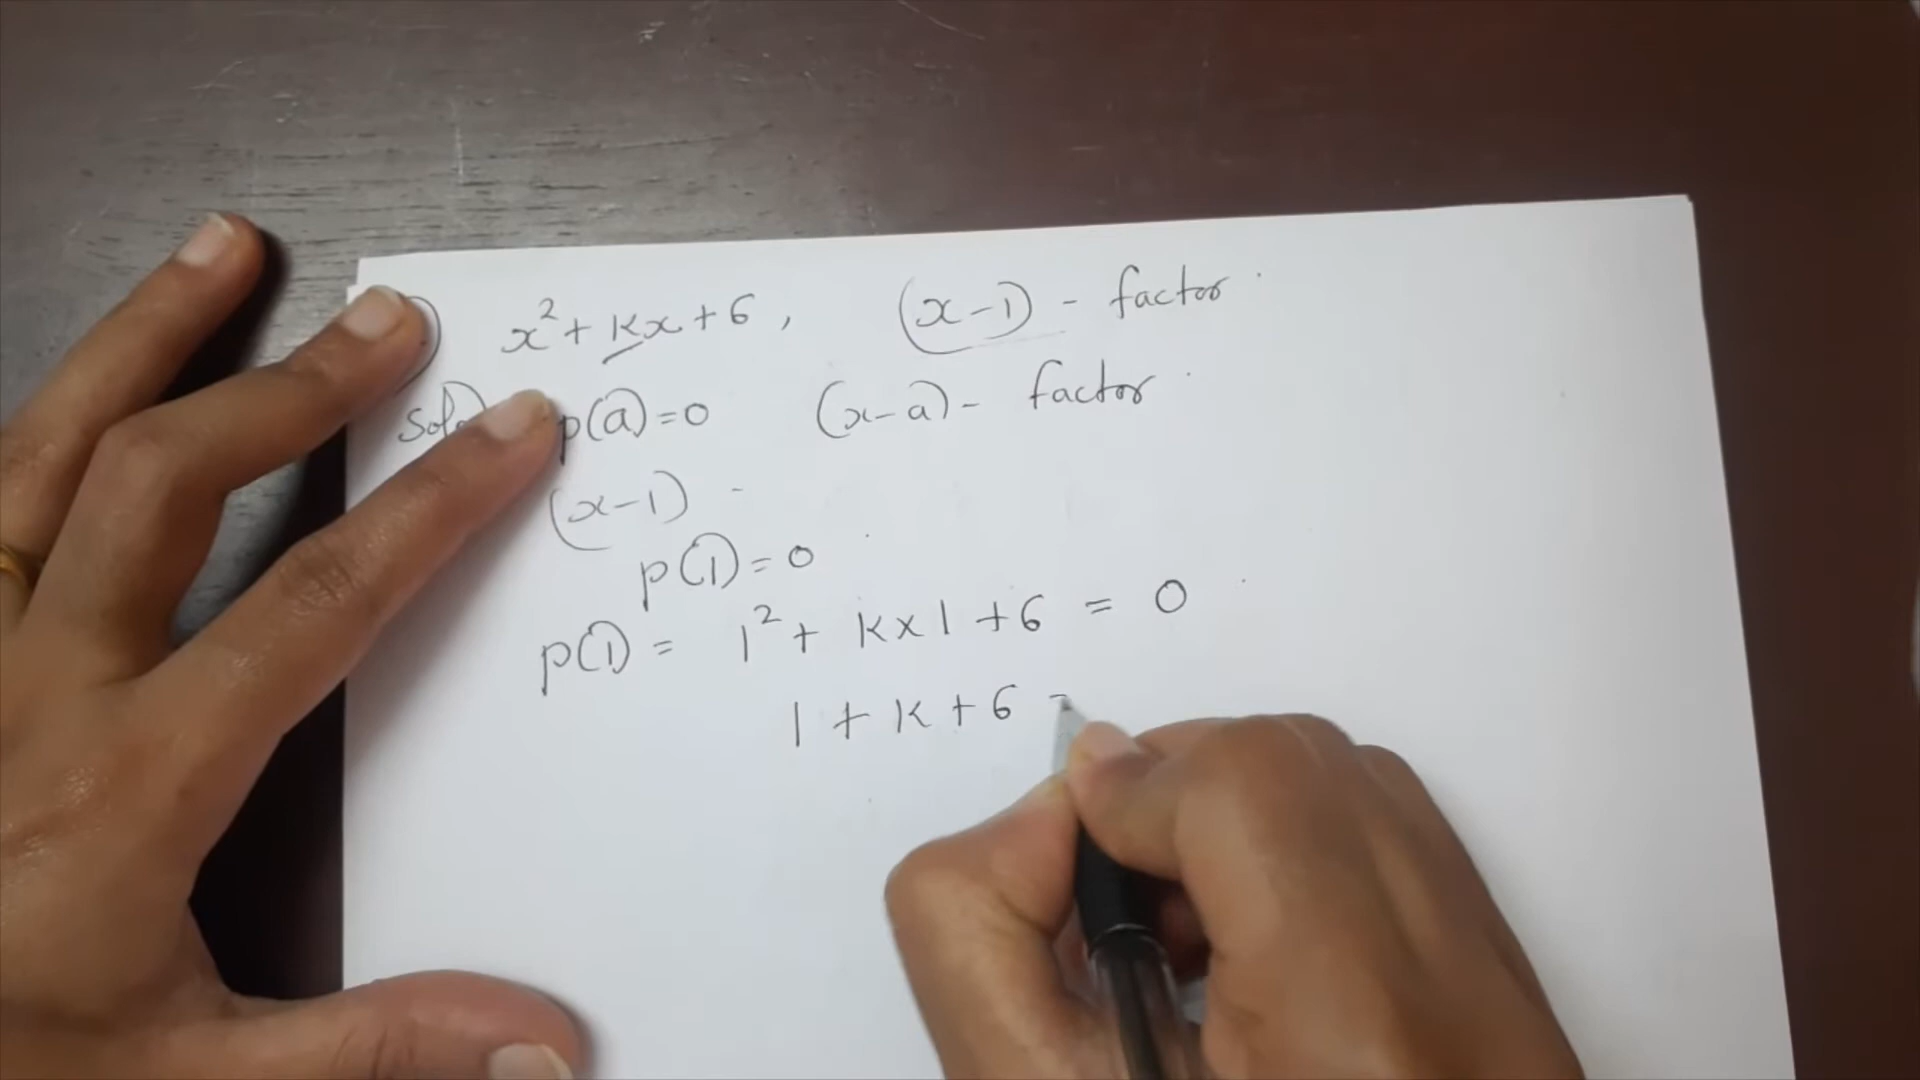 x² + kx + 6 , (x-1) - factor
p(a) = 0 (x-a) - factor
(x-1) -
p(1) = 0
p(1) = 1² + k x 1 + 6 = 0
1 + k + 6